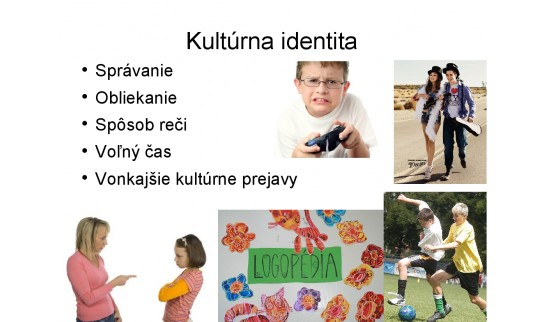 Kultúrna identita
• Správanie
• Obliekanie
• Spôsob reči
• Voľný čas
• Vonkajšie kultúrne prejavy
LOGOPÉDIA